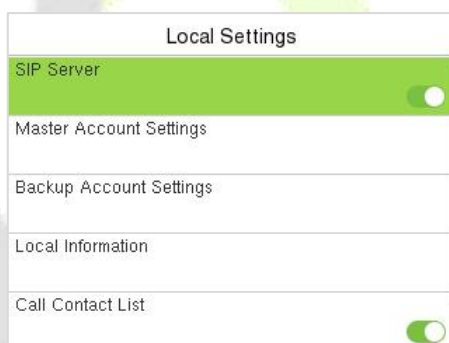 Local Settings
SIP Server
Master Account Settings
Backup Account Settings
Local Information
Call Contact List